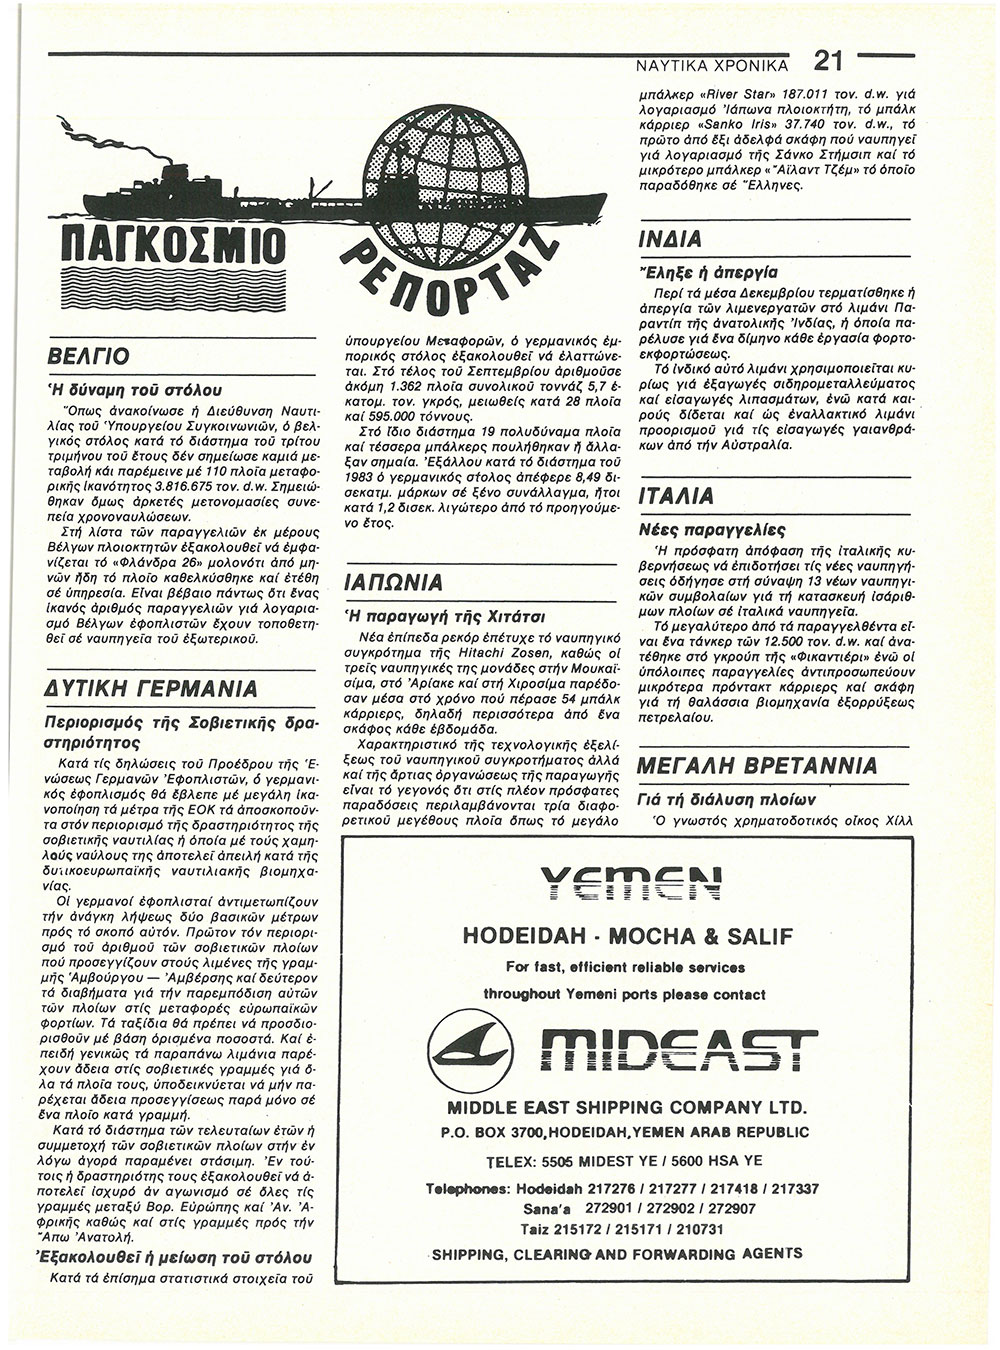 ΝΑΥΤΙΚΑ ΧΡΟΝΙΚΑ 21
ΠΑΓΚΟΣΜΙΟ
ΡΕΠΟΡΤΑΖ
ΒΕΛΓΙΟ
Ἡ δύναμη τοῦ στόλου
Ὅπως ἀνακοίνωσε ἡ Διεύθυνση Ναυτι-
λίας τοῦ Ὑπουργείου Συγκοινωνιῶν, ὁ βελ-
γικός στόλος κατά τό διάστημα τοῦ τρίτου
τριμήνου τοῦ ἔτους δέν σημείωσε καμιά με-
ταβολή κάι παρέμεινε μέ 110 πλοῖα μεταφο-
ρικῆς ἱκανότητος 3.816.675 τον. d.w. Σημειώ-
θηκαν ὅμως ἀρκετές μετονομασίες συνε-
πεία χρονοναυλώσεων.
Στή λίστα τῶν παραγγελιῶν ἐκ μέρους
Βέλγων πλοιοκτητῶν ἐξακολουθεῖ νά ἐμφα-
νίζεται τό «Φλάνδρα 26» μολονότι ἀπό μη-
νῶν ἤδη τό πλοῖο καθελκύσθηκε καί ἐτέθη
σέ ὑπηρεσία. Εἶναι βέβαιο πάντως ὅτι ἕνας
ἱκανός ἀριθμός παραγγελιῶν γιά λογαρια-
σμό Βέλγων ἐφοπλιστῶν ἔχουν τοποθετη-
θεῖ σέ ναυπηγεῖα τοῦ ἐξωτερικοῦ.
ΔΥΤΙΚΗ ΓΕΡΜΑΝΙΑ
Περιορισμός τῆς Σοβιετικῆς δρα-
στηριότητος
Κατά τίς δηλώσεις τοῦ Προέδρου τῆς Ἑ-
νώσεως Γερμανῶν Ἐφοπλιστῶν, ὁ γερμανι-
κός ἐφοπλισμός θά ἔβλεπε μέ μεγάλη ἱκα-
νοποίηση τά μέτρα τῆς ΕΟΚ τά ἀποσκοποῦν-
τα στόν περιορισμό τῆς δραστηριότητος τῆς
σοβιετικῆς ναυτιλίας ἡ ὁποία μέ τούς χαμη-
λούς ναύλους της ἀποτελεῖ ἀπειλή κατά τῆς
δυτικοευρωπαϊκῆς ναυτιλιακῆς βιομηχα-
νίας.
Οἱ γερμανοί ἐφοπλισταί ἀντιμετωπίζουν
τήν ἀνάγκη λήψεως δύο βασικῶν μέτρων
πρός τό σκοπό αὐτόν. Πρῶτον τόν περιορι-
σμό τοῦ ἀριθμοῦ τῶν σοβιετικῶν πλοίων
πού προσεγγίζουν στούς λιμένες τῆς γραμ-
μῆς Ἁμβούργου — Ἀμβέρσης καί δεύτερον
τά διαβήματα γιά τήν παρεμπόδιση αὐτῶν
τῶν πλοίων στίς μεταφορές εὐρωπαϊκῶν
φορτίων. Τά ταξίδια θά πρέπει νά προσδιο-
ρισθοῦν μέ βάση ὁρισμένα ποσοστά. Καί ἐ-
πειδή γενικῶς τά παραπάνω λιμάνια παρέ-
χουν ἄδεια στίς σοβιετικές γραμμές γιά ὅ-
λα τά πλοῖα τους, ὑποδεικνύεται νά μήν πα-
ρέχεται ἄδεια προσεγγίσεως παρά μόνο σέ
ἕνα πλοῖο κατά γραμμή.
Κατά τό διάστημα τῶν τελευταίων ἐτῶν ἡ
συμμετοχή τῶν σοβιετικῶν πλοίων στήν ἐν
λόγω ἀγορά παραμένει στάσιμη. Ἐν τού-
τοις ἡ δραστηριότης τους ἐξακολουθεῖ νά ἀ-
ποτελεῖ ἰσχυρό ἀν αγωνισμό σέ ὅλες τίς
γραμμές μεταξύ Βορ. Εὐρώπης καί Ἀν. Ἀ-
φρικῆς καθώς καί στίς γραμμές πρός τήν
Ἄπω Ἀνατολή.
Ἐξακολουθεῖ ἡ μείωση τοῦ στόλου
Κατά τά ἐπίσημα στατιστικά στοιχεῖα τοῦ
ὑπουργείου Μεταφορῶν, ὁ γερμανικός ἐμ-
πορικός στόλος ἐξακολουθεῖ νά ἐλαττώνε-
ται. Στό τέλος τοῦ Σεπτεμβρίου ἀριθμοῦσε
ἀκόμη 1.362 πλοῖα συνολικοῦ τοννάζ 5,7 ἑ-
κατομ. τον. γκρός, μειωθείς κατά 28 πλοῖα
καί 595.000 τόννους.
Στό ἴδιο διάστημα 19 πολυδύναμα πλοῖα
καί τέσσερα μπάλκερς πουλήθηκαν ἤ ἄλλα-
ξαν σημαία. Ἐξάλλου κατά τό διάστημα τοῦ
1983 ὁ γερμανικός στόλος ἀπέφερε 8,49 δι-
σεκατμ. μάρκων σέ ξένο συνάλλαγμα, ἤτοι
κατά 1,2 δισεκ. λιγώτερο ἀπό τό προηγούμε-
νο ἔτος.
ΙΑΠΩΝΙΑ
Ἡ παραγωγή τῆς Χιτάτσι
Νέα ἐπίπεδα ρεκόρ ἐπέτυχε τό ναυπηγικό
συγκρότημα τῆς Hitachi Zosen, καθώς οἱ
τρεῖς ναυπηγικές της μονάδες στήν Μουκαϊ-
σίμα, στό Ἀρίακε καί στή Χιροσίμα παρέδο-
σαν μέσα στό χρόνο πού πέρασε 54 μπάλκ
κάρριερς, δηλαδή περισσότερα ἀπό ἕνα
σκάφος κάθε ἑβδομάδα.
Χαρακτηριστικό τῆς τεχνολογικῆς ἐξελί-
ξεως τοῦ ναυπηγικοῦ συγκροτήματος ἀλλά
καί τῆς ἄρτιας ὀργανώσεως τῆς παραγωγῆς
εἶναι τό γεγονός ὅτι στίς πλέον πρόσφατες
παραδόσεις περιλαμβάνονται τρία διαφο-
ρετικοῦ μεγέθους πλοῖα ὅπως τό μεγάλο
μπάλκερ «River Star» 187.011 τον. d.w. γιά
λογαριασμό Ἰάπωνα πλοιοκτήτη, τό μπάλκ
κάρριερ «Sanko Iris» 37.740 τον. d.w., τό
πρῶτο ἀπό ἕξι ἀδελφά σκάφη πού ναυπηγεῖ
γιά λογαριασμό τῆς Σάνκο Στήμσιπ καί τό
μικρότερο μπάλκερ «Ἄϊλαντ Τζέμ» τό ὁποῖο
παραδόθηκε σέ Ἕλληνες.
ΙΝΔΙΑ
Ἔληξε ἡ ἀπεργία
Περί τά μέσα Δεκεμβρίου τερματίσθηκε ἡ
ἀπεργία τῶν λιμενεργατῶν στό λιμάνι Πα-
ραντίπ τῆς ἀνατολικῆς Ἰνδίας, ἡ ὁποία πα-
ρέλυσε γιά ἕνα δίμηνο κάθε ἐργασία φορτο-
εκφορτώσεως.
Τό ἰνδικό αὐτό λιμάνι χρησιμοποιεῖται κυ-
ρίως γιά ἐξαγωγές σιδηρομεταλλεύματος
καί εἰσαγωγές λιπασμάτων, ἐνῶ κατά και-
ρούς δίδεται καί ὡς ἐναλλακτικό λιμάνι
προορισμοῦ γιά τίς εἰσαγωγές γαιανθρά-
κων ἀπό τήν Αὐστραλία.
ΙΤΑΛΙΑ
Νέες παραγγελίες
Ἡ πρόσφατη ἀπόφαση τῆς ἰταλικῆς κυ-
βερνήσεως νά ἐπιδοτήσει τίς νέες ναυπηγή-
σεις ὁδήγησε στή σύναψη 13 νέων ναυπηγι-
κῶν συμβολαίων γιά τή κατασκευή ἰσάριθ-
μων πλοίων σέ ἰταλικά ναυπηγεῖα.
Τό μεγαλύτερο ἀπό τά παραγγελθέντα εἶ-
ναι ἕνα τάνκερ τῶν 12.500 τον. d.w. καί ἀνα-
τέθηκε στό γκρούπ τῆς «Φικαντιέρι» ἐνῶ οἱ
ὑπόλοιπες παραγγελίες ἀντιπροσωπεύουν
μικρότερα πρόντακτ κάρριερς καί σκάφη
γιά τή θαλάσσια βιομηχανία ἐξορρύξεως
πετρελαίου.
ΜΕΓΑΛΗ ΒΡΕΤΑΝΝΙΑ
Γιά τή διάλυση πλοίων
Ὁ γνωστός χρηματοδοτικός οἶκος Χίλλ
YEMEN
HODEIDAH - MOCHA & SALIF
For fast, efficient reliable services
throughout Yemeni ports please contact
MIDEAST
MIDDLE EAST SHIPPING COMPANY LTD.
P.O. BOX 3700,HODEIDAH,YEMEN ARAB REPUBLIC
TELEX: 5505 MIDEST YE / 5600 HSA YE
Telephones: Hodeidah 217276 / 217277 / 217418 / 217337
Sana'a 272901 / 272902 / 272907
Taiz 215172 / 215171 / 210731
SHIPPING, CLEARING AND FORWARDING AGENTS